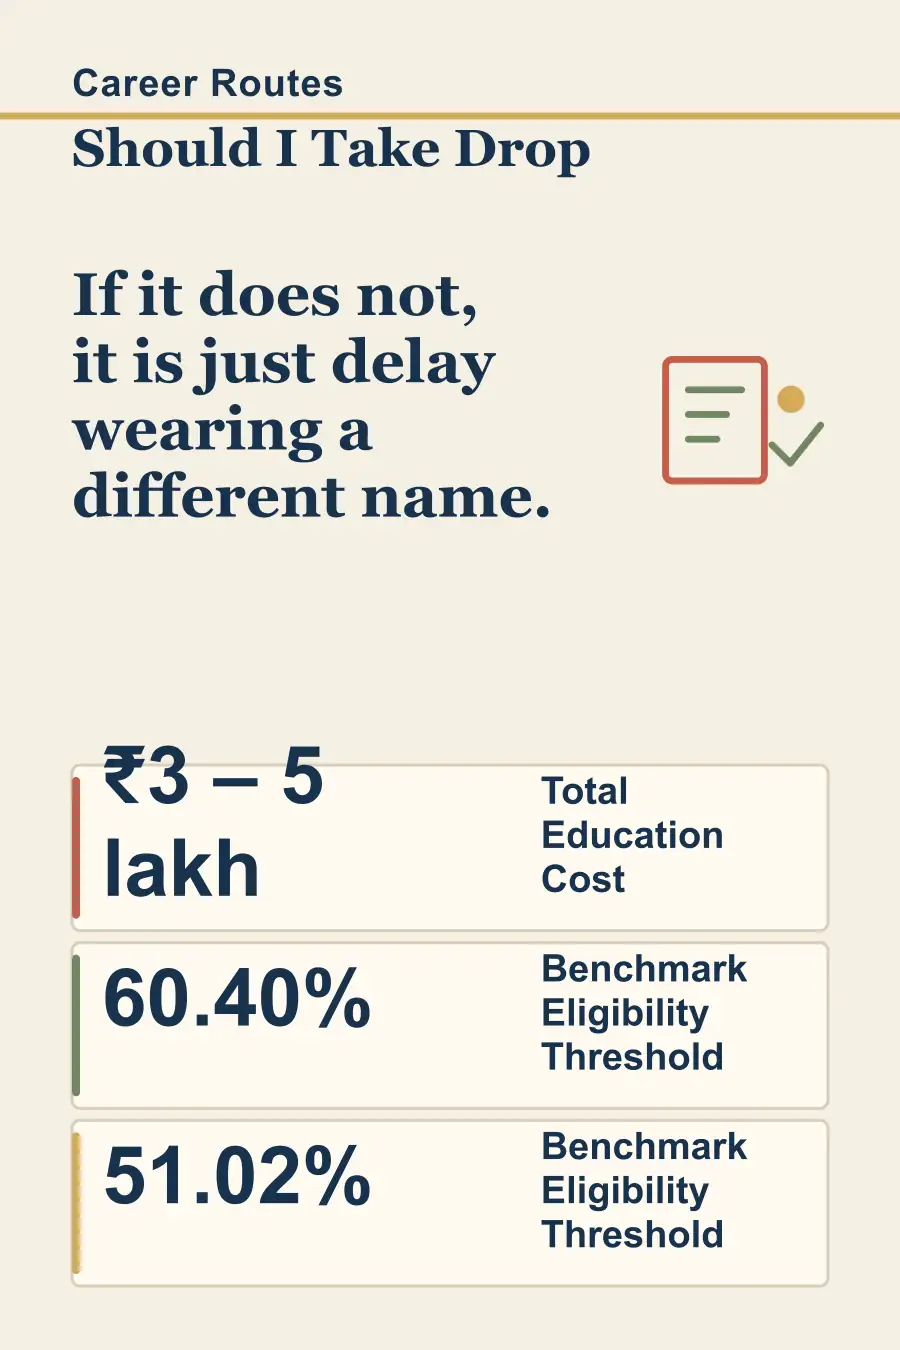 Career Routes
Should I Take Drop
If it does not,
it is just delay
wearing a
different name.
₹3 – 5
lakh
Total
Education
Cost
60.40%
Benchmark
Eligibility
Threshold
51.02%
Benchmark
Eligibility
Threshold